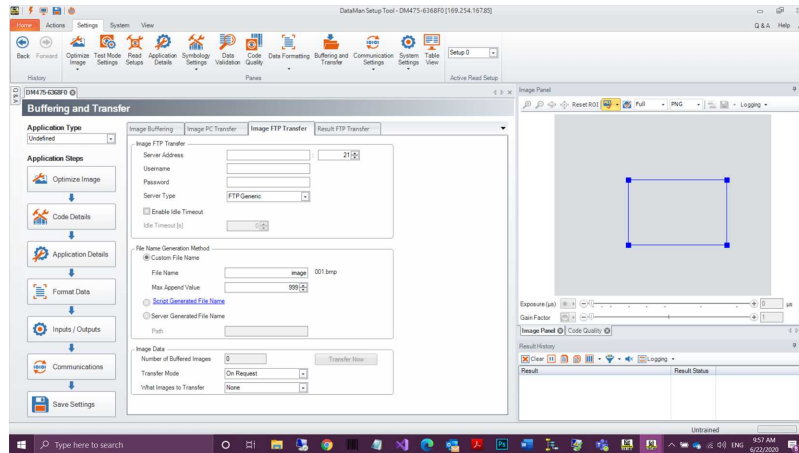 DataMan Setup Tool - DM475-6368F0 [169.254.167.85]
Home Actions Settings System View
Q & A Help
Back Forward Optimize Image Test Mode Settings Read Setups Application Details Symbology Settings Data Validation Code Quality Data Formatting Buffering and Transfer Communication Settings System Settings Table View Setup 0
History Panes Active Read Setup
DM475-6368F0
Image Panel
Buffering and Transfer
Reset ROI Full PNG Logging
Application Type
Undefined
Application Steps
Optimize Image
Code Details
Application Details
Format Data
Inputs / Outputs
Communications
Save Settings
Image Buffering Image PC Transfer Image FTP Transfer Result FTP Transfer
Image FTP Transfer
Server Address : 21
Username
Password
Server Type FTP Generic
Enable Idle Timeout
Idle Timeout [s] 0
File Name Generation Method
Custom File Name
File Name image 001.bmp
Max Append Value 999
Script Generated File Name
Server Generated File Name
Path
Image Data
Number of Buffered Images 0 Transfer Now
Transfer Mode On Request
What Images to Transfer None
Exposure (µs) 0 µs
Gain Factor 1
Image Panel Code Quality
Result History
Clear Logging
Result Result Status
Untrained
Type here to search
ENG 9:57 AM
6/22/2020